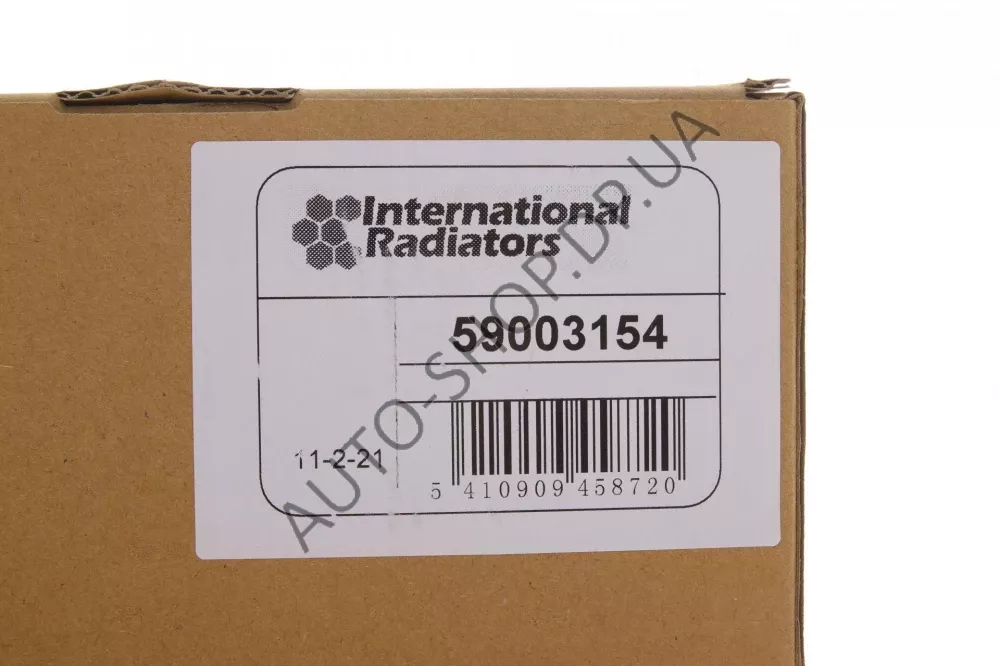 International
Radiators
59003154
11-2-21
5 410909 458720
AUTO-SHOP.DP.UA